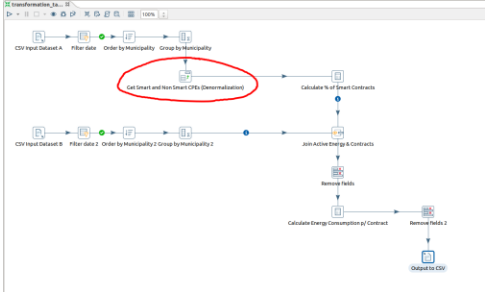 transformation_ta...
100%
CSV Input Dataset A
Filter date
Order by Municipality
Group by Municipality
Get Smart and Non Smart CPEs (Denormalization)
Calculate % of Smart Contracts
CSV Input Dataset B
Filter date 2
Order by Municipality 2
Group by Municipality 2
Join Active Energy & Contracts
Remove fields
Calculate Energy Consumption p/ Contract
Remove fields 2
Output to CSV